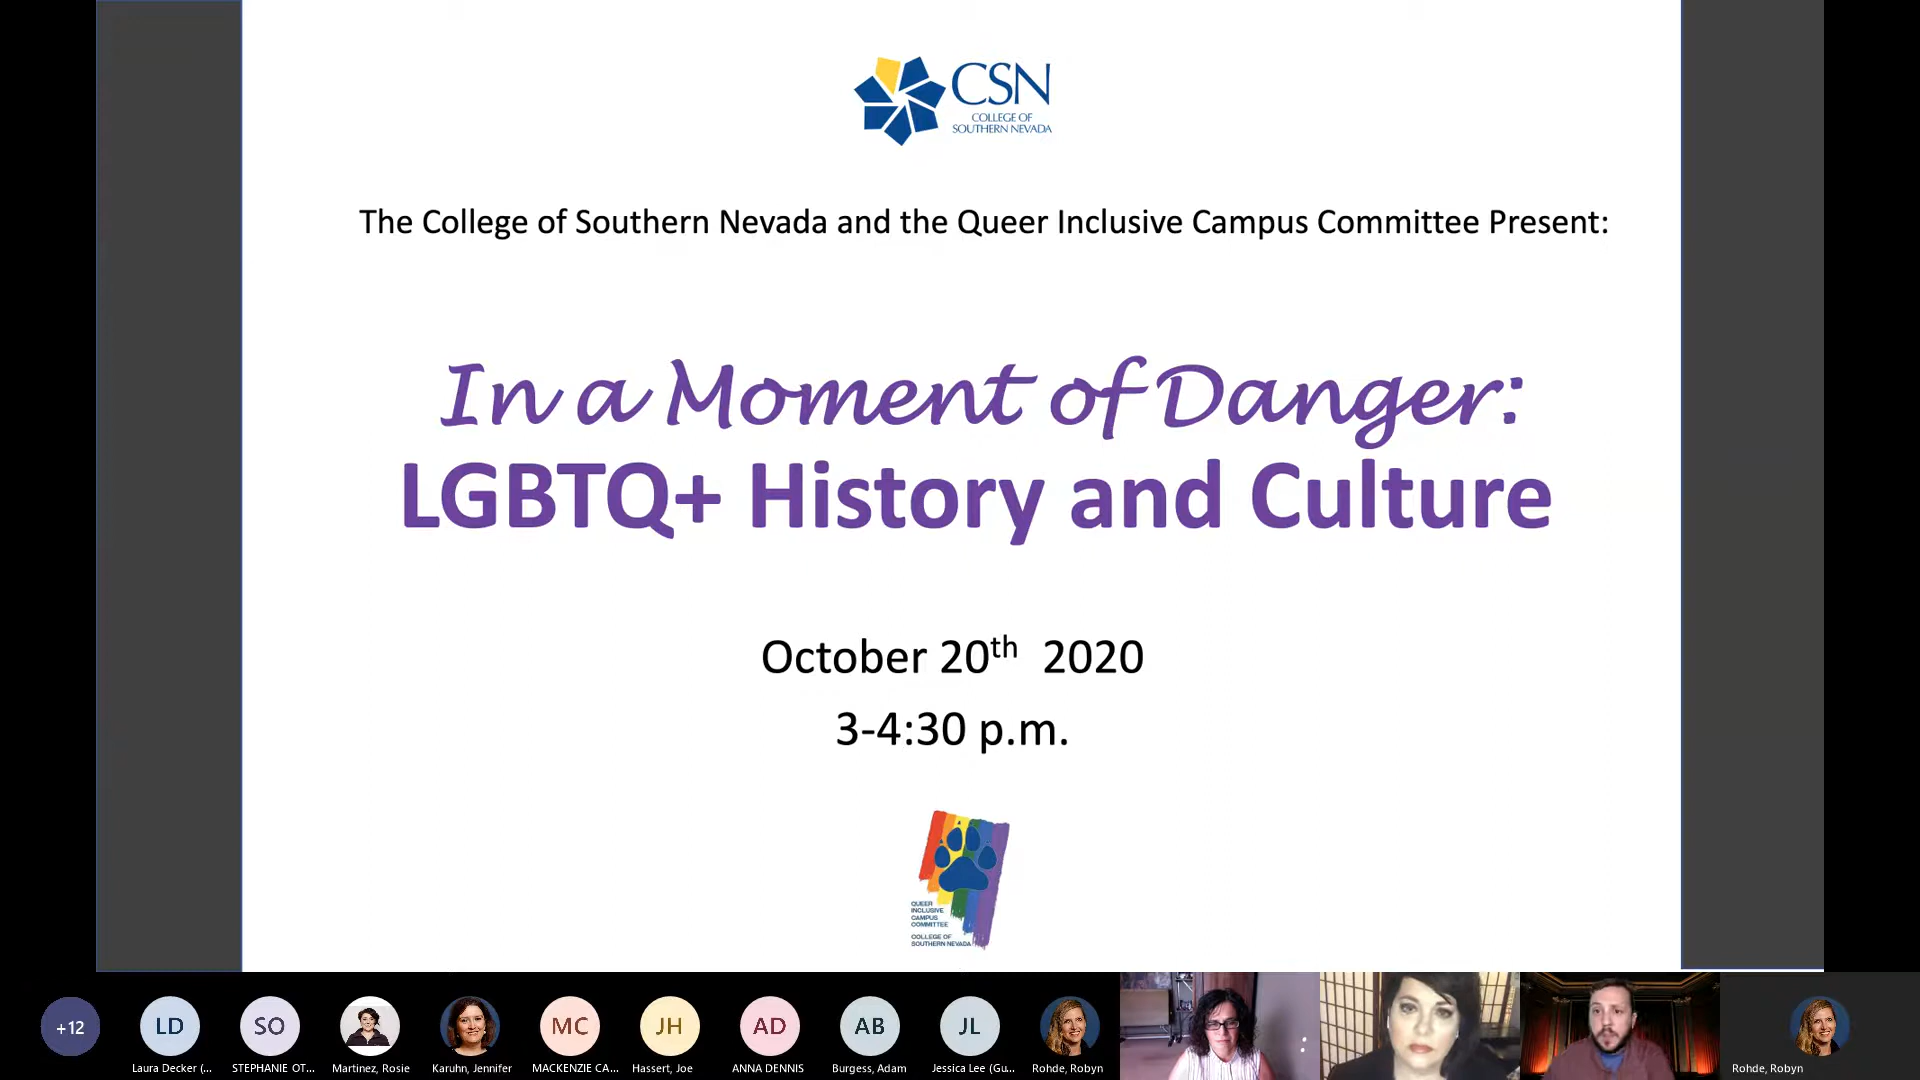 CSN
COLLEGE OF
SOUTHERN NEVADA
The College of Southern Nevada and the Queer Inclusive Campus Committee Present:
In a Moment of Danger:
LGBTQ+ History and Culture
October 20th 2020
3-4:30 p.m.
QUEER
INCLUSIVE
CAMPUS
COMMITTEE
COLLEGE OF
SOUTHERN NEVADA
+12
LD
SO
MC
JH
AD
AB
JL
Laura Decker (...
STEPHANIE OT...
Martinez, Rosie
Karuhn, Jennifer
MACKENZIE CA...
Hassert, Joe
ANNA DENNIS
Burgess, Adam
Jessica Lee (Gu...
Rohde, Robyn
Rohde, Robyn